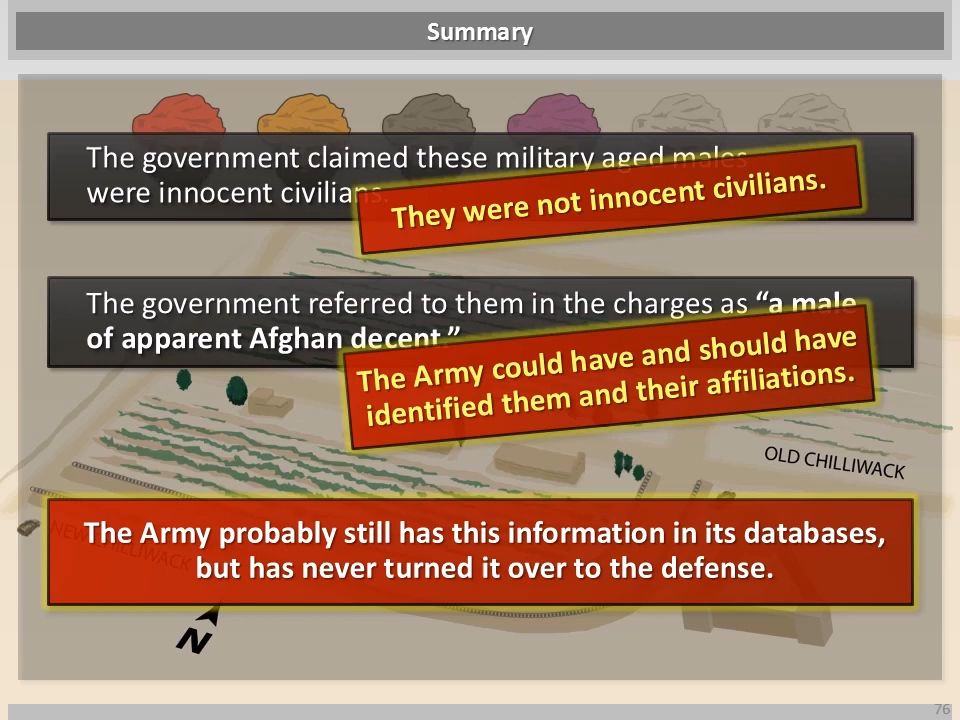 Summary
The government claimed these military aged males
were innocent civilians.
They were not innocent civilians.
The government referred to them in the charges as “a male
of apparent Afghan decent.”
The Army could have and should have
identified them and their affiliations.
OLD CHILLIWACK
The Army probably still has this information in its databases,
but has never turned it over to the defense.
NEW CHILLIWACK
N
76